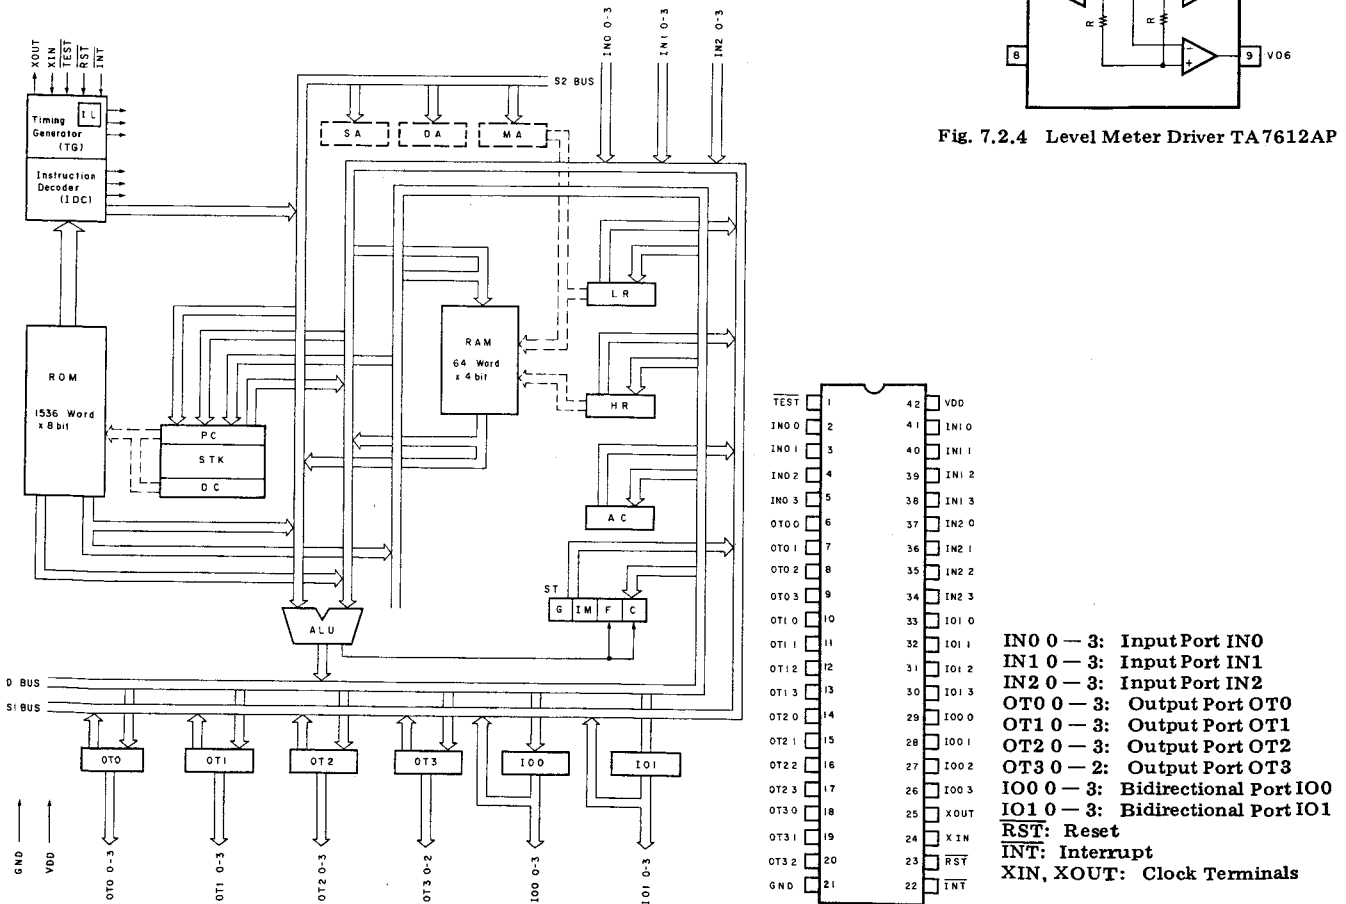 XOUT
XIN
TEST
RST
INT
Timing
Generator
(TG)
IL
Instruction
Decoder
(IDC)
ROM
1536 Word
x 8 bit
PC
STK
DC
S2 BUS
SA
DA
MA
IN0 0-3
IN1 0-3
IN2 0-3
RAM
64 Word
x 4 bit
LR
HR
AC
ST
G IM F C
ALU
D BUS
S1 BUS
OT0
OT1
OT2
OT3
IO0
IO1
GND
VDD
OT0 0-3
OT1 0-3
OT2 0-3
OT3 0-2
IO0 0-3
IO1 0-3
R
R
-
+
8
9 VO6
Fig. 7.2.4 Level Meter Driver TA7612AP
TEST 1 42 VDD
IN0 0 2 41 IN1 0
IN0 1 3 40 IN1 1
IN0 2 4 39 IN1 2
IN0 3 5 38 IN1 3
OT0 0 6 37 IN2 0
OT0 1 7 36 IN2 1
OT0 2 8 35 IN2 2
OT0 3 9 34 IN2 3
OT1 0 10 33 IO1 0
OT1 1 11 32 IO1 1
OT1 2 12 31 IO1 2
OT1 3 13 30 IO1 3
OT2 0 14 29 IO0 0
OT2 1 15 28 IO0 1
OT2 2 16 27 IO0 2
OT2 3 17 26 IO0 3
OT3 0 18 25 XOUT
OT3 1 19 24 XIN
OT3 2 20 23 RST
GND 21 22 INT
IN0 0 — 3: Input Port IN0
IN1 0 — 3: Input Port IN1
IN2 0 — 3: Input Port IN2
OT0 0 — 3: Output Port OT0
OT1 0 — 3: Output Port OT1
OT2 0 — 3: Output Port OT2
OT3 0 — 2: Output Port OT3
IO0 0 — 3: Bidirectional Port IO0
IO1 0 — 3: Bidirectional Port IO1
RST: Reset
INT: Interrupt
XIN, XOUT: Clock Terminals